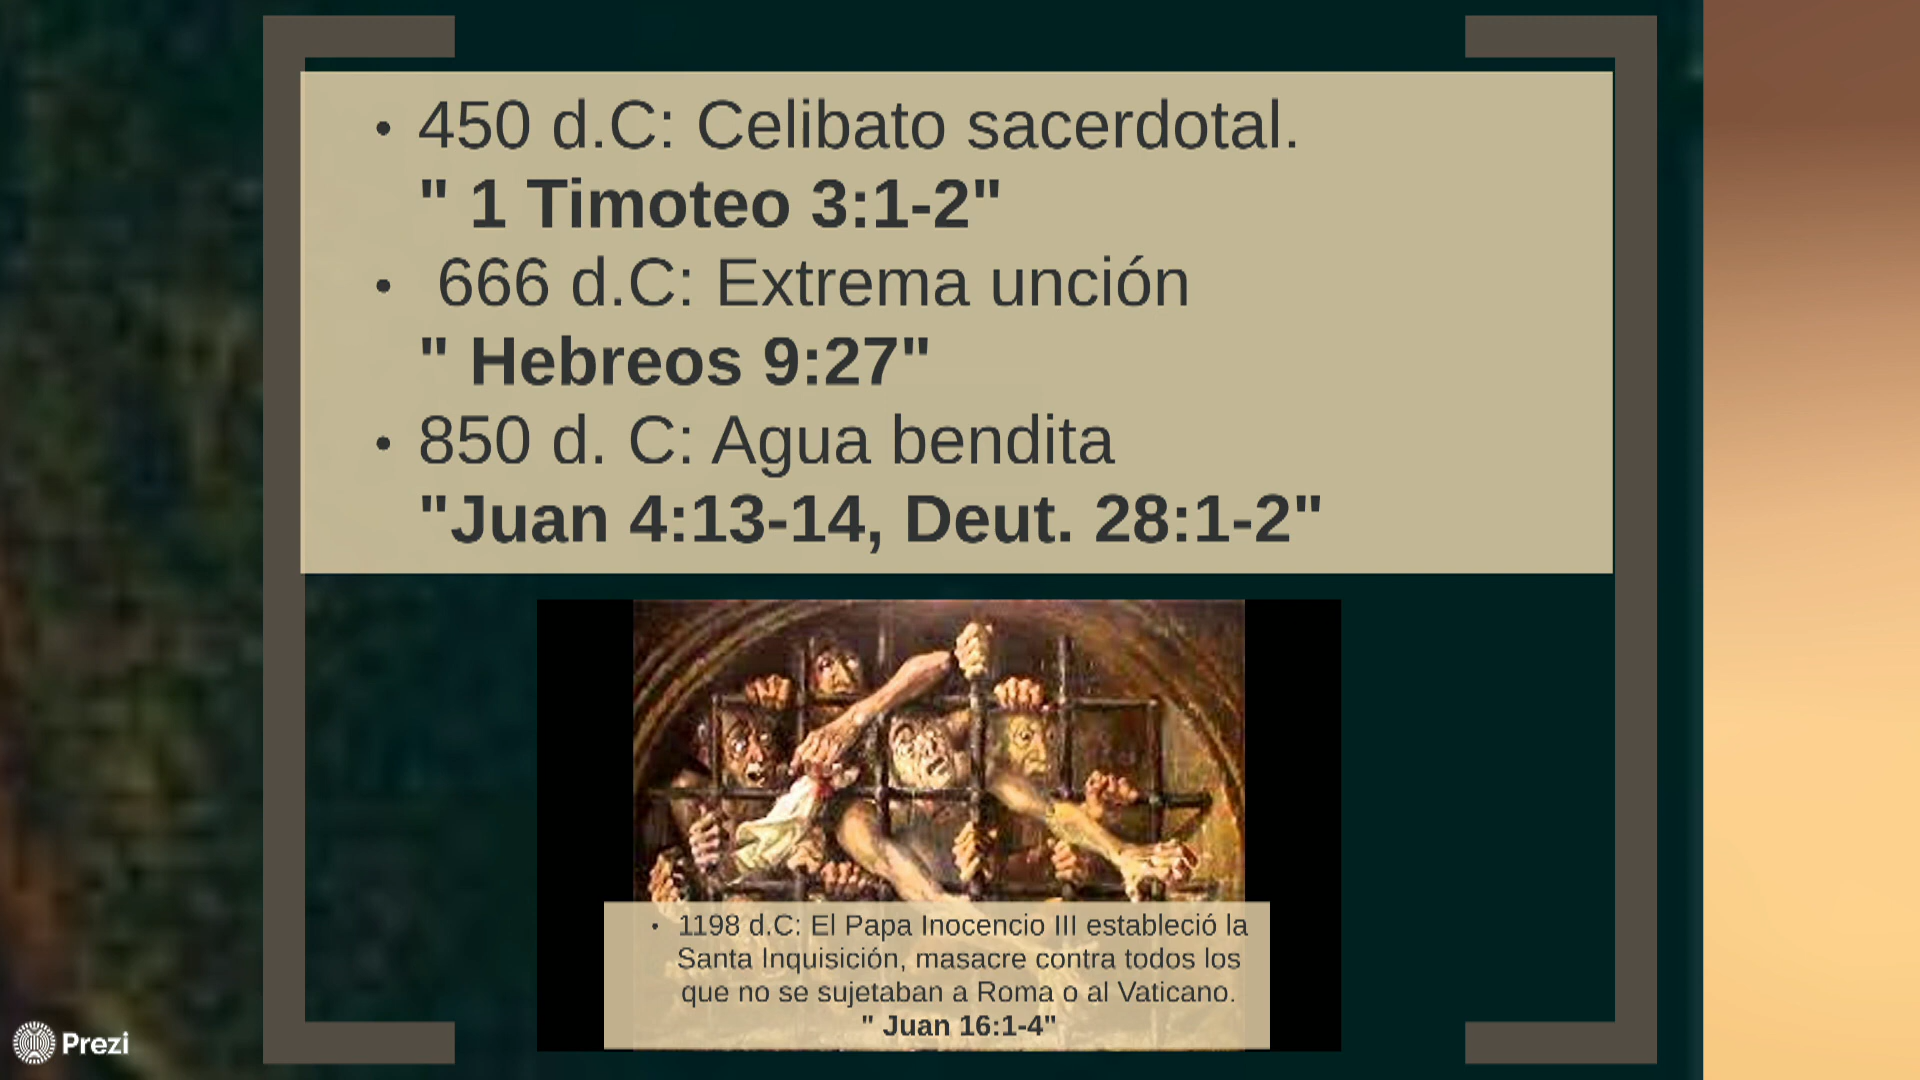 • 450 d.C: Celibato sacerdotal.
" 1 Timoteo 3:1-2"
• 666 d.C: Extrema unción
" Hebreos 9:27"
• 850 d. C: Agua bendita
"Juan 4:13-14, Deut. 28:1-2"
• 1198 d.C: El Papa Inocencio III estableció la
Santa Inquisición, masacre contra todos los
que no se sujetaban a Roma o al Vaticano.
" Juan 16:1-4"
Prezi